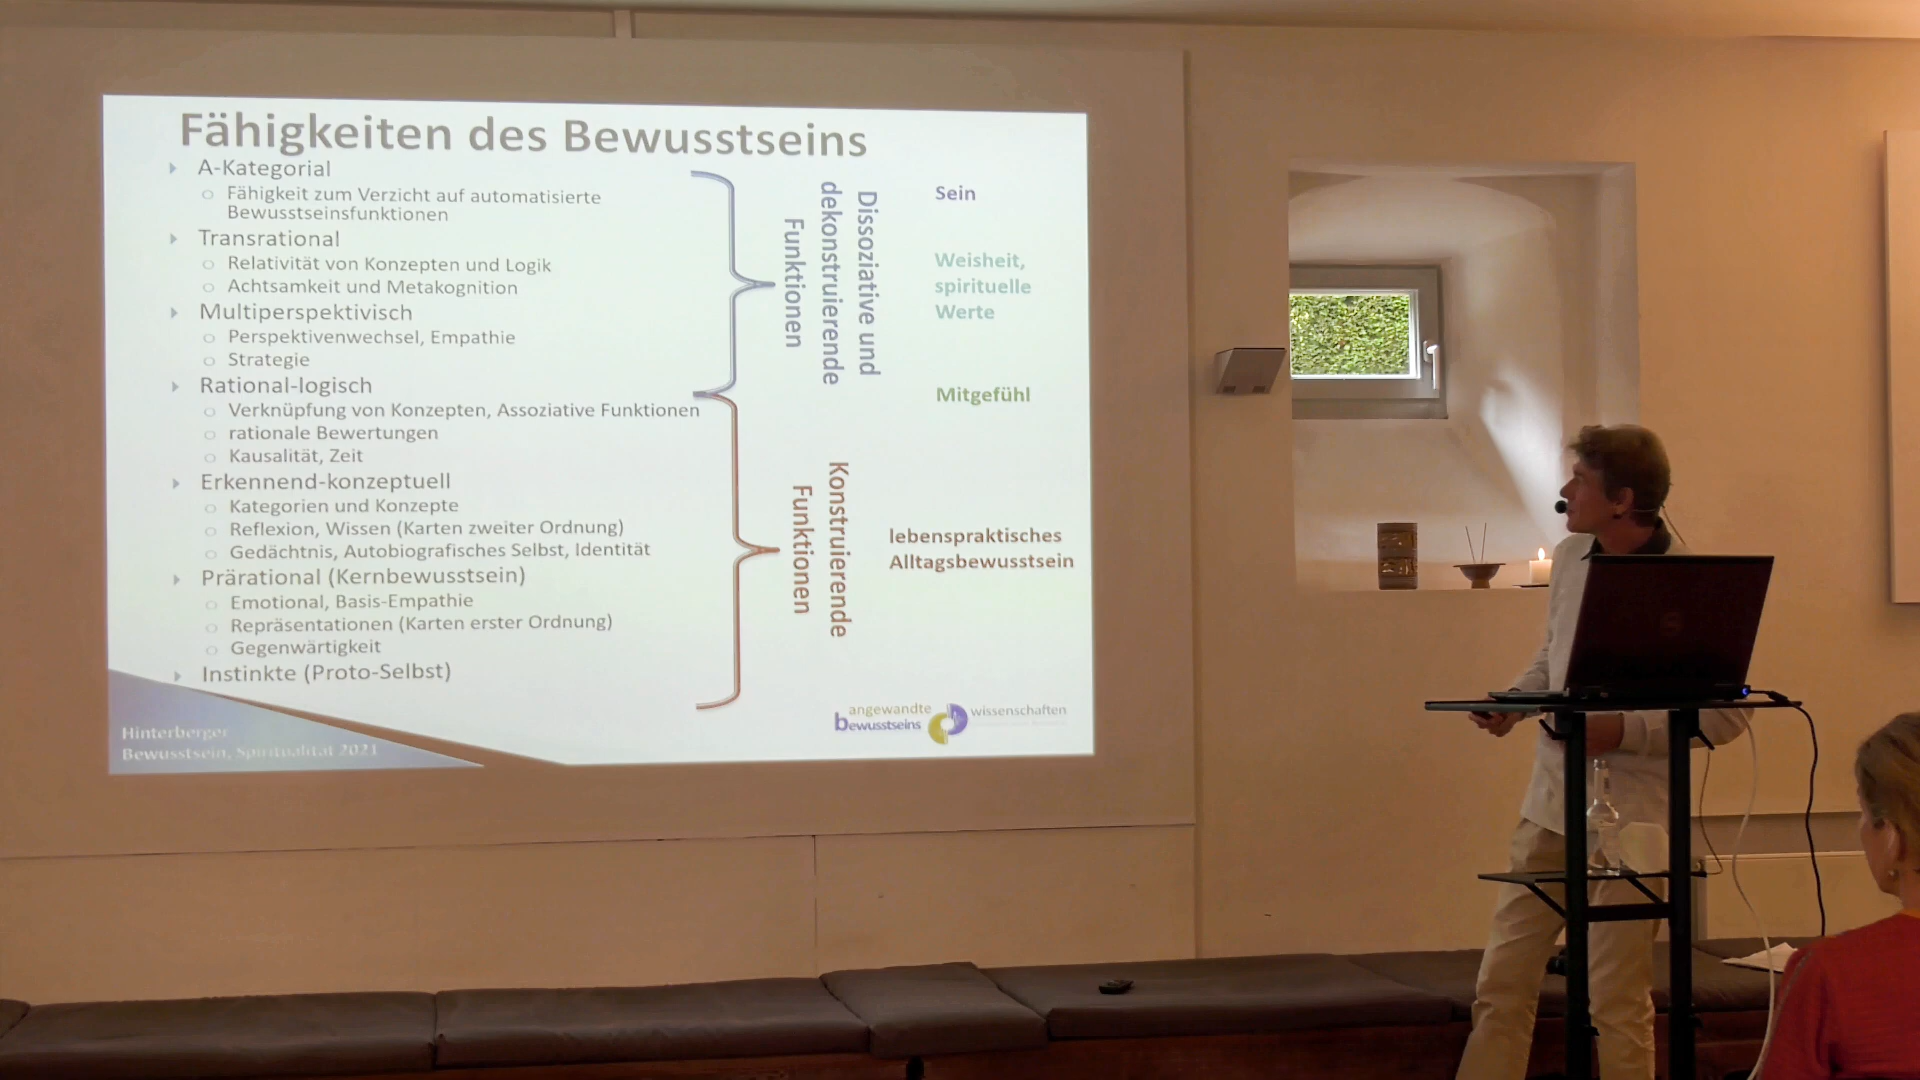 Fähigkeiten des Bewusstseins
A-Kategorial
Fähigkeit zum Verzicht auf automatisierte
Bewusstseinsfunktionen
Transrational
Relativität von Konzepten und Logik
Achtsamkeit und Metakognition
Multiperspektivisch
Perspektivenwechsel, Empathie
Strategie
Rational-logisch
Verknüpfung von Konzepten, Assoziative Funktionen
rationale Bewertungen
Kausalität, Zeit
Erkennend-konzeptuell
Kategorien und Konzepte
Reflexion, Wissen (Karten zweiter Ordnung)
Gedächtnis, Autobiografisches Selbst, Identität
Prärational (Kernbewusstsein)
Emotional, Basis-Empathie
Repräsentationen (Karten erster Ordnung)
Gegenwärtigkeit
Instinkte (Proto-Selbst)
Dissoziative und
dekonstruierende
Funktionen
Konstruierende
Funktionen
Sein
Weisheit,
spirituelle
Werte
Mitgefühl
lebenspraktisches
Alltagsbewusstsein
Hinterberger
Bewusstsein, Spiritualität 2021
angewandte
bewusstseins wissenschaften